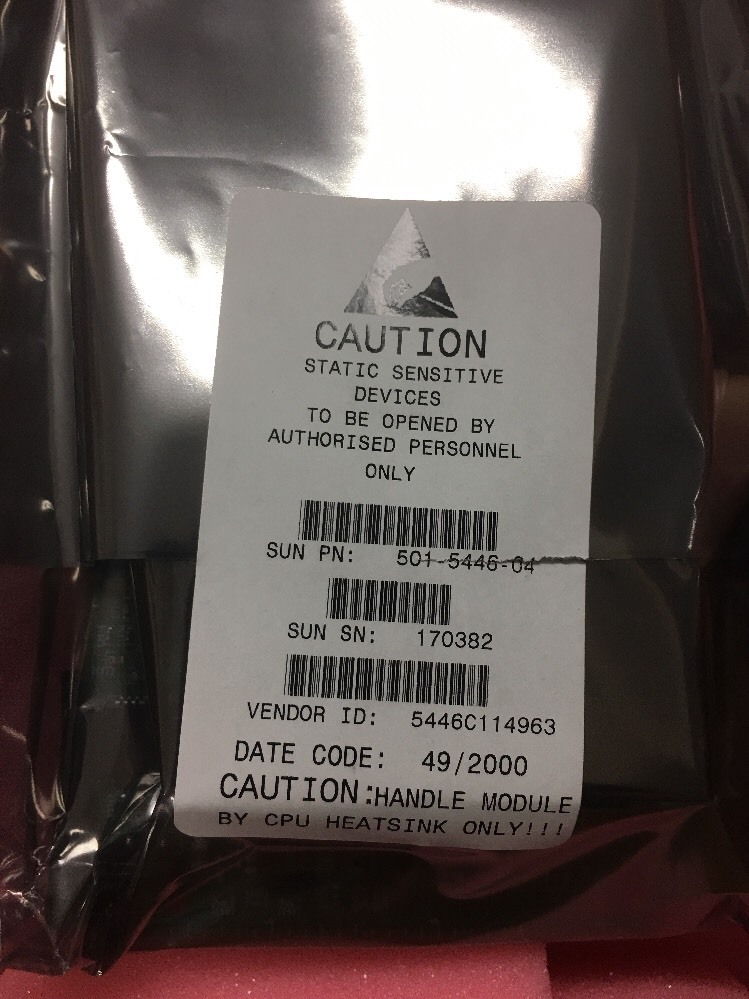 CAUTION
STATIC SENSITIVE
DEVICES
TO BE OPENED BY
AUTHORISED PERSONNEL
ONLY
SUN PN: 501-5446-04
SUN SN: 170382
VENDOR ID: 5446C114963
DATE CODE: 49/2000
CAUTION:HANDLE MODULE
BY CPU HEATSINK ONLY!!!